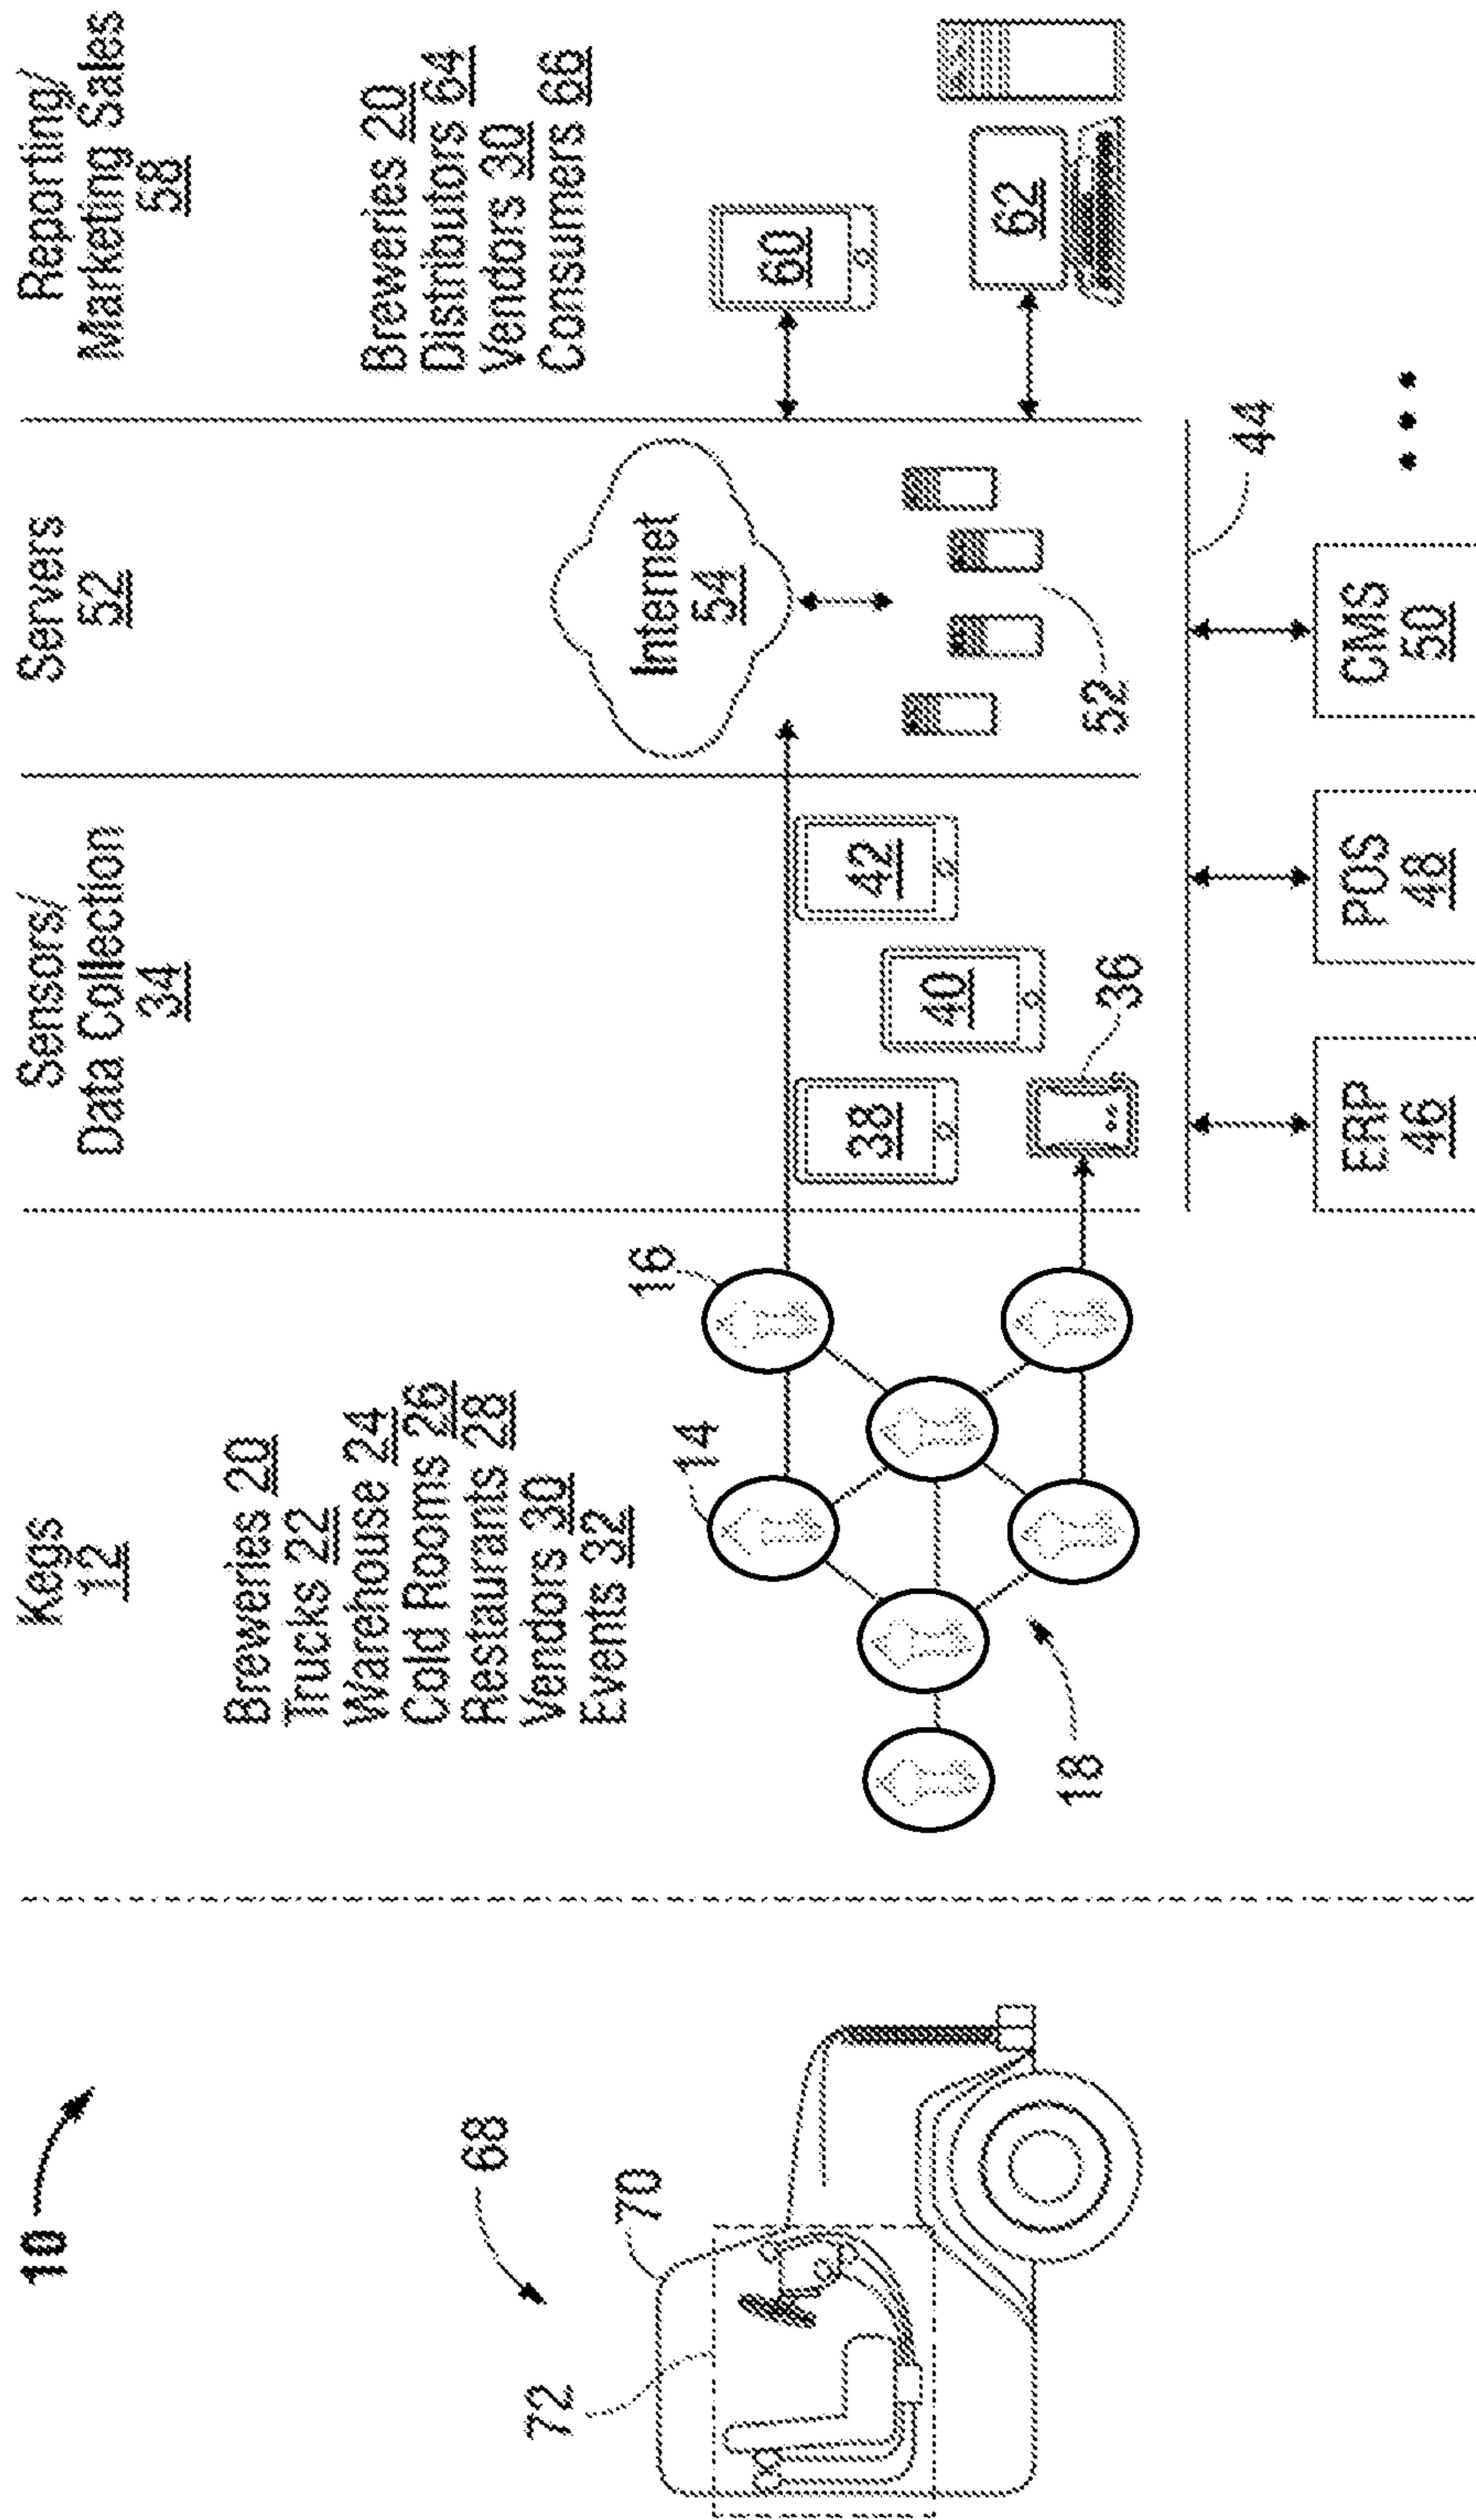 10
68
70
72
Kegs
12
Breweries 20
Trucks 22
Warehouse 24
Cold Rooms 26
Restaurants 28
Vendors 30
Events 32
14
16
18
Sensors/
Data Collection
34
38
40
42
36
Servers
52
Internet
54
52
Reporting/
Marketing Sales
58
Breweries 20
Distributors 64
Vendors 30
Consumers 66
60
62
44
ERP
46
POS
48
CMS
50